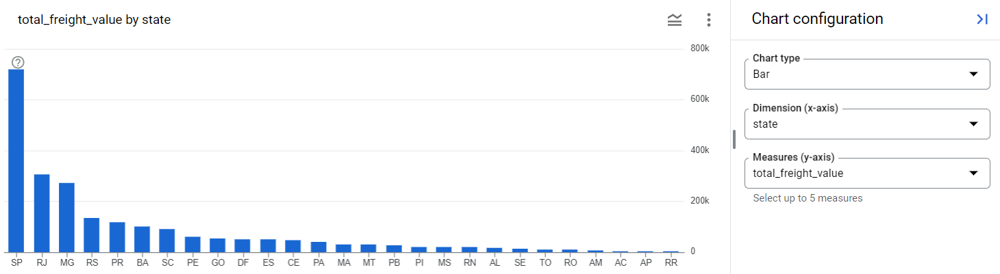 total_freight_value by state
800k
600k
400k
200k
0
SP RJ MG RS PR BA SC PE GO DF ES CE PA MA MT PB PI MS RN AL SE TO RO AM AC AP RR
Chart configuration
Chart type
Bar
Dimension (x-axis)
state
Measures (y-axis)
total_freight_value
Select up to 5 measures